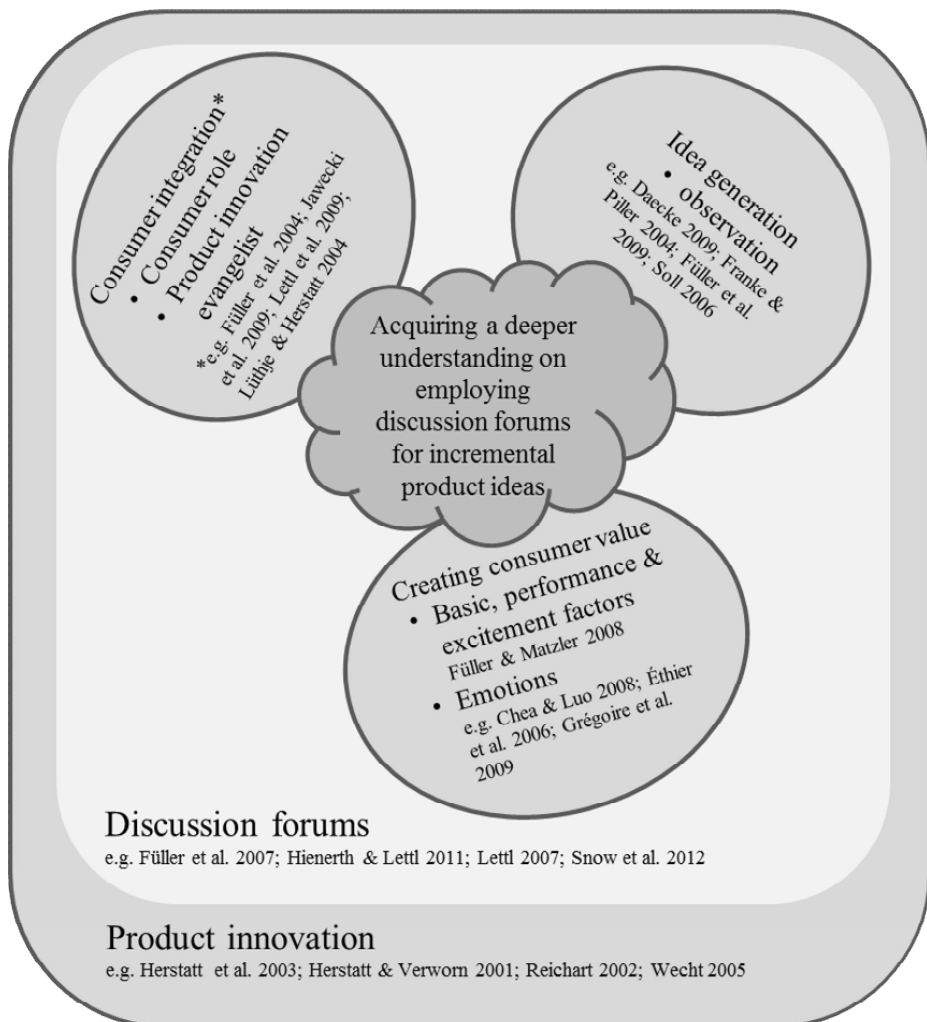 Consumer integration*
• Consumer role
• Product innovation
evangelist
*e.g. Füller et al. 2004; Jawecki
et al. 2009; Lettl et al. 2009;
Lüthje & Herstatt 2004
Idea generation
• observation
e.g. Daecke 2009; Franke &
Piller 2004; Füller et al.
2009; Soll 2006
Acquiring a deeper
understanding on
employing
discussion forums
for incremental
product ideas
Creating consumer value
• Basic, performance &
excitement factors
Füller & Matzler 2008
• Emotions
e.g. Chea & Luo 2008; Éthier
et al. 2006; Grégoire et al.
2009
Discussion forums
e.g. Füller et al. 2007; Hienerth & Lettl 2011; Lettl 2007; Snow et al. 2012
Product innovation
e.g. Herstatt et al. 2003; Herstatt & Verworn 2001; Reichart 2002; Wecht 2005